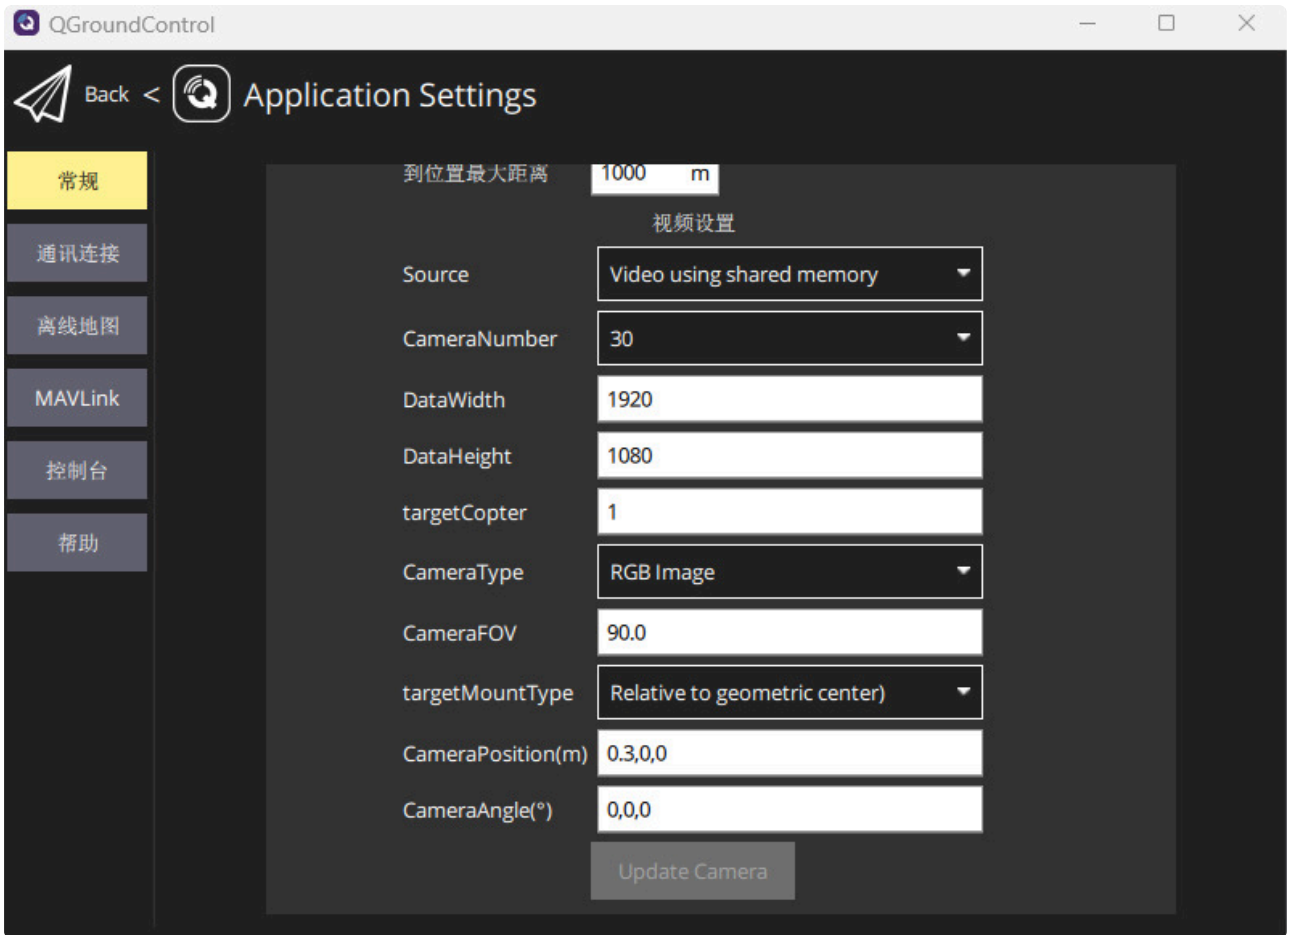 QGroundControl
Back < Application Settings
常规
通讯连接
离线地图
MAVLink
控制台
帮助
到位置最大距离 1000 m
视频设置
Source Video using shared memory
CameraNumber 30
DataWidth 1920
DataHeight 1080
targetCopter 1
CameraType RGB Image
CameraFOV 90.0
targetMountType Relative to geometric center)
CameraPosition(m) 0.3,0,0
CameraAngle(°) 0,0,0
Update Camera